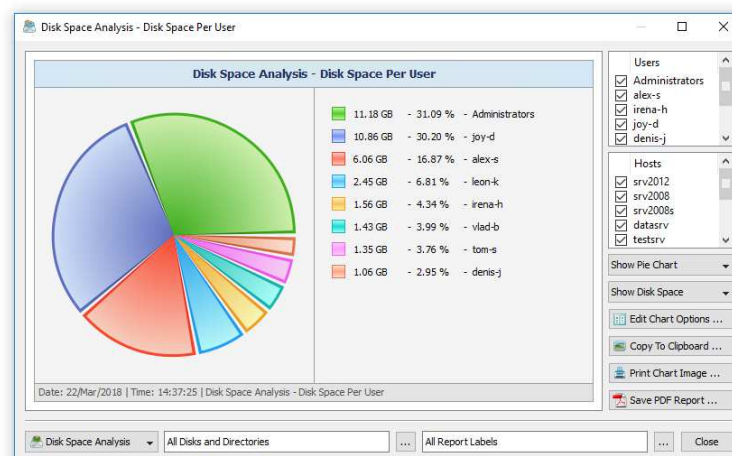 Disk Space Analysis - Disk Space Per User
Disk Space Analysis - Disk Space Per User
11.18 GB - 31.09 % - Administrators
10.86 GB - 30.20 % - joy-d
6.06 GB - 16.87 % - alex-s
2.45 GB - 6.81 % - leon-k
1.56 GB - 4.34 % - irena-h
1.43 GB - 3.99 % - vlad-b
1.35 GB - 3.76 % - tom-s
1.06 GB - 2.95 % - denis-j
Date: 22/Mar/2018 | Time: 14:37:25 | Disk Space Analysis - Disk Space Per User
Users
Administrators
alex-s
irena-h
joy-d
denis-j
Hosts
srv2012
srv2008
srv2008s
datasrv
testsrv
Show Pie Chart
Show Disk Space
Edit Chart Options ...
Copy To Clipboard ...
Print Chart Image ...
Save PDF Report ...
Disk Space Analysis
All Disks and Directories
...
All Report Labels
...
Close